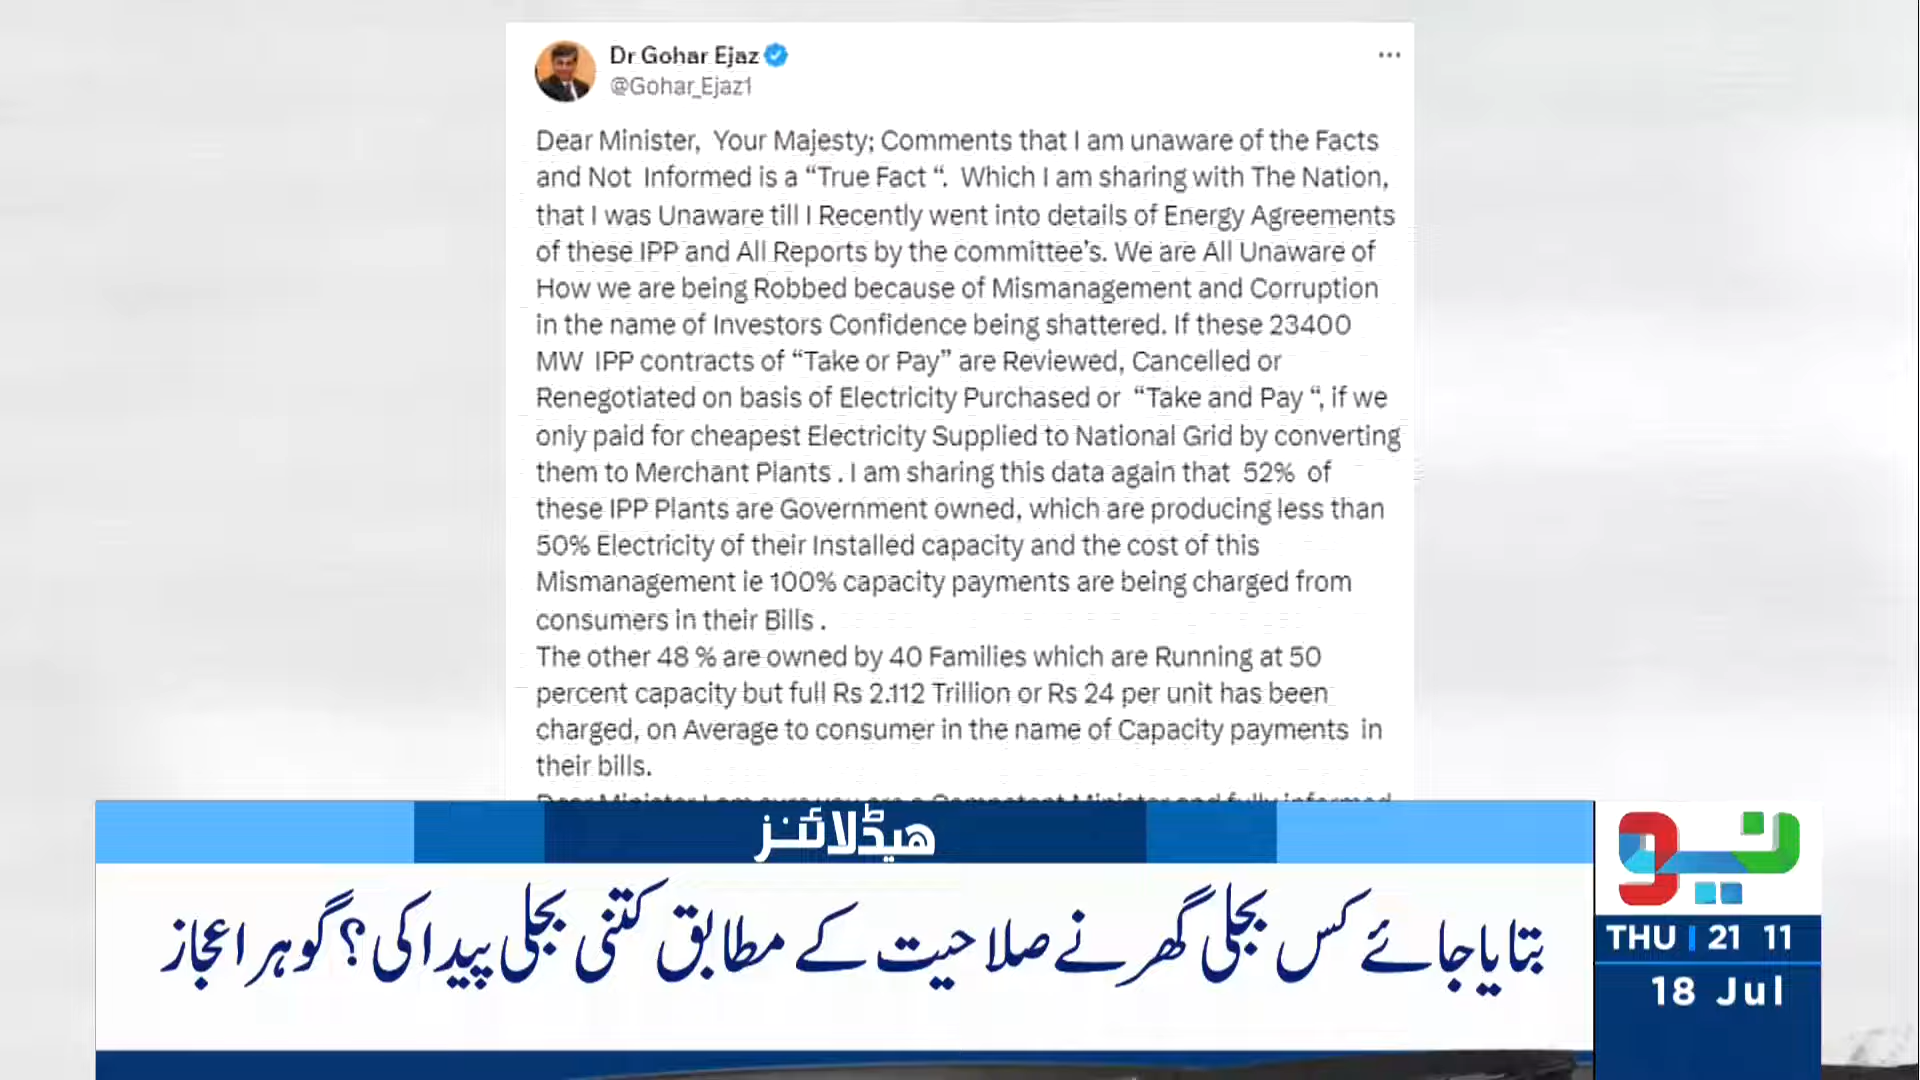 Dr Gohar Ejaz
@Gohar_Ejaz1
Dear Minister, Your Majesty; Comments that I am unaware of the Facts
and Not Informed is a “True Fact “. Which I am sharing with The Nation,
that I was Unaware till I Recently went into details of Energy Agreements
of these IPP and All Reports by the committee’s. We are All Unaware of
How we are being Robbed because of Mismanagement and Corruption
in the name of Investors Confidence being shattered. If these 23400
MW IPP contracts of “Take or Pay” are Reviewed, Cancelled or
Renegotiated on basis of Electricity Purchased or “Take and Pay “, if we
only paid for cheapest Electricity Supplied to National Grid by converting
them to Merchant Plants . I am sharing this data again that 52% of
these IPP Plants are Government owned, which are producing less than
50% Electricity of their Installed capacity and the cost of this
Mismanagement ie 100% capacity payments are being charged from
consumers in their Bills .
The other 48 % are owned by 40 Families which are Running at 50
percent capacity but full Rs 2.112 Trillion or Rs 24 per unit has been
charged, on Average to consumer in the name of Capacity payments in
their bills.
Dear Minister I am sure you are a Competent Minister and fully informed
ہیڈلائنز
بتایا جائے کس بجلی گھر نے صلاحیت کے مطابق کتنی بجلی پیدا کی؟ گوہر اعجاز
نیو
THU 21 11
18 Jul